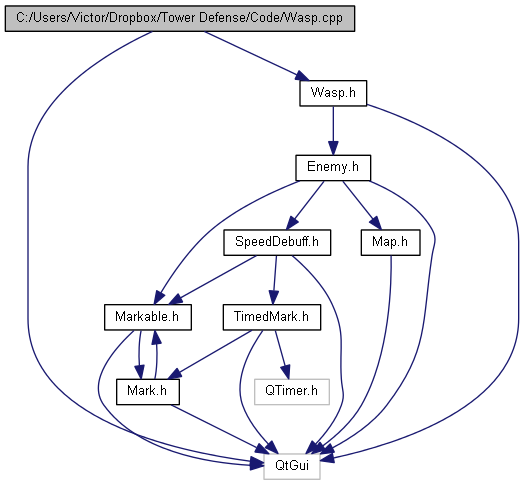 C:/Users/Victor/Dropbox/Tower Defense/Code/Wasp.cpp
Wasp.h
Enemy.h
SpeedDebuff.h
Map.h
Markable.h
TimedMark.h
Mark.h
QTimer.h
QtGui